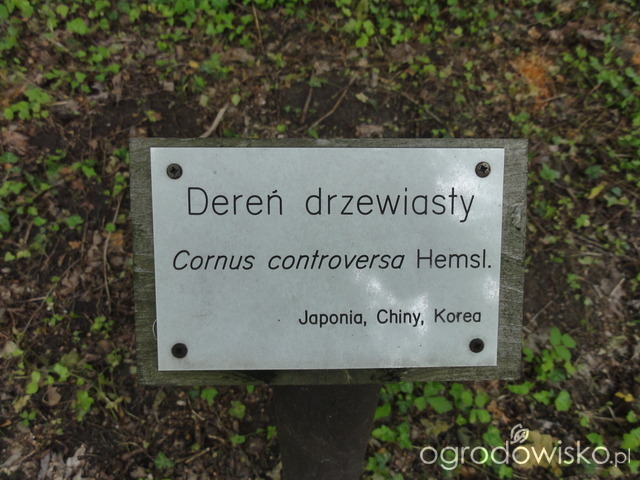 Dereń drzewiasty
Cornus controversa Hemsl.
Japonia, Chiny, Korea
ogrodowisko.pl